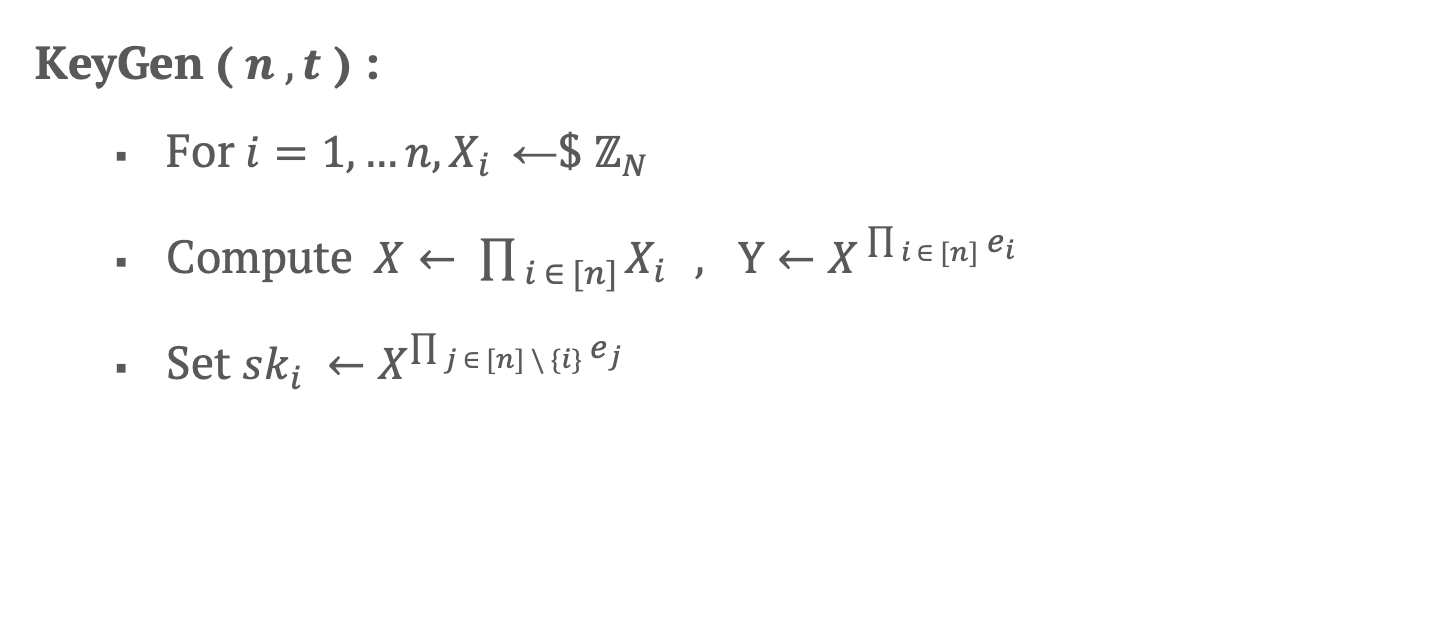 KeyGen ( n , t ) :
▪ For i = 1, … n, X_i ←$ ℤ_N
▪ Compute X ← ∏_{i ∈ [n]} X_i , Y ← X^{∏_{i ∈ [n]} e_i}
▪ Set sk_i ← X^{∏_{j ∈ [n] \ {i}} e_j}